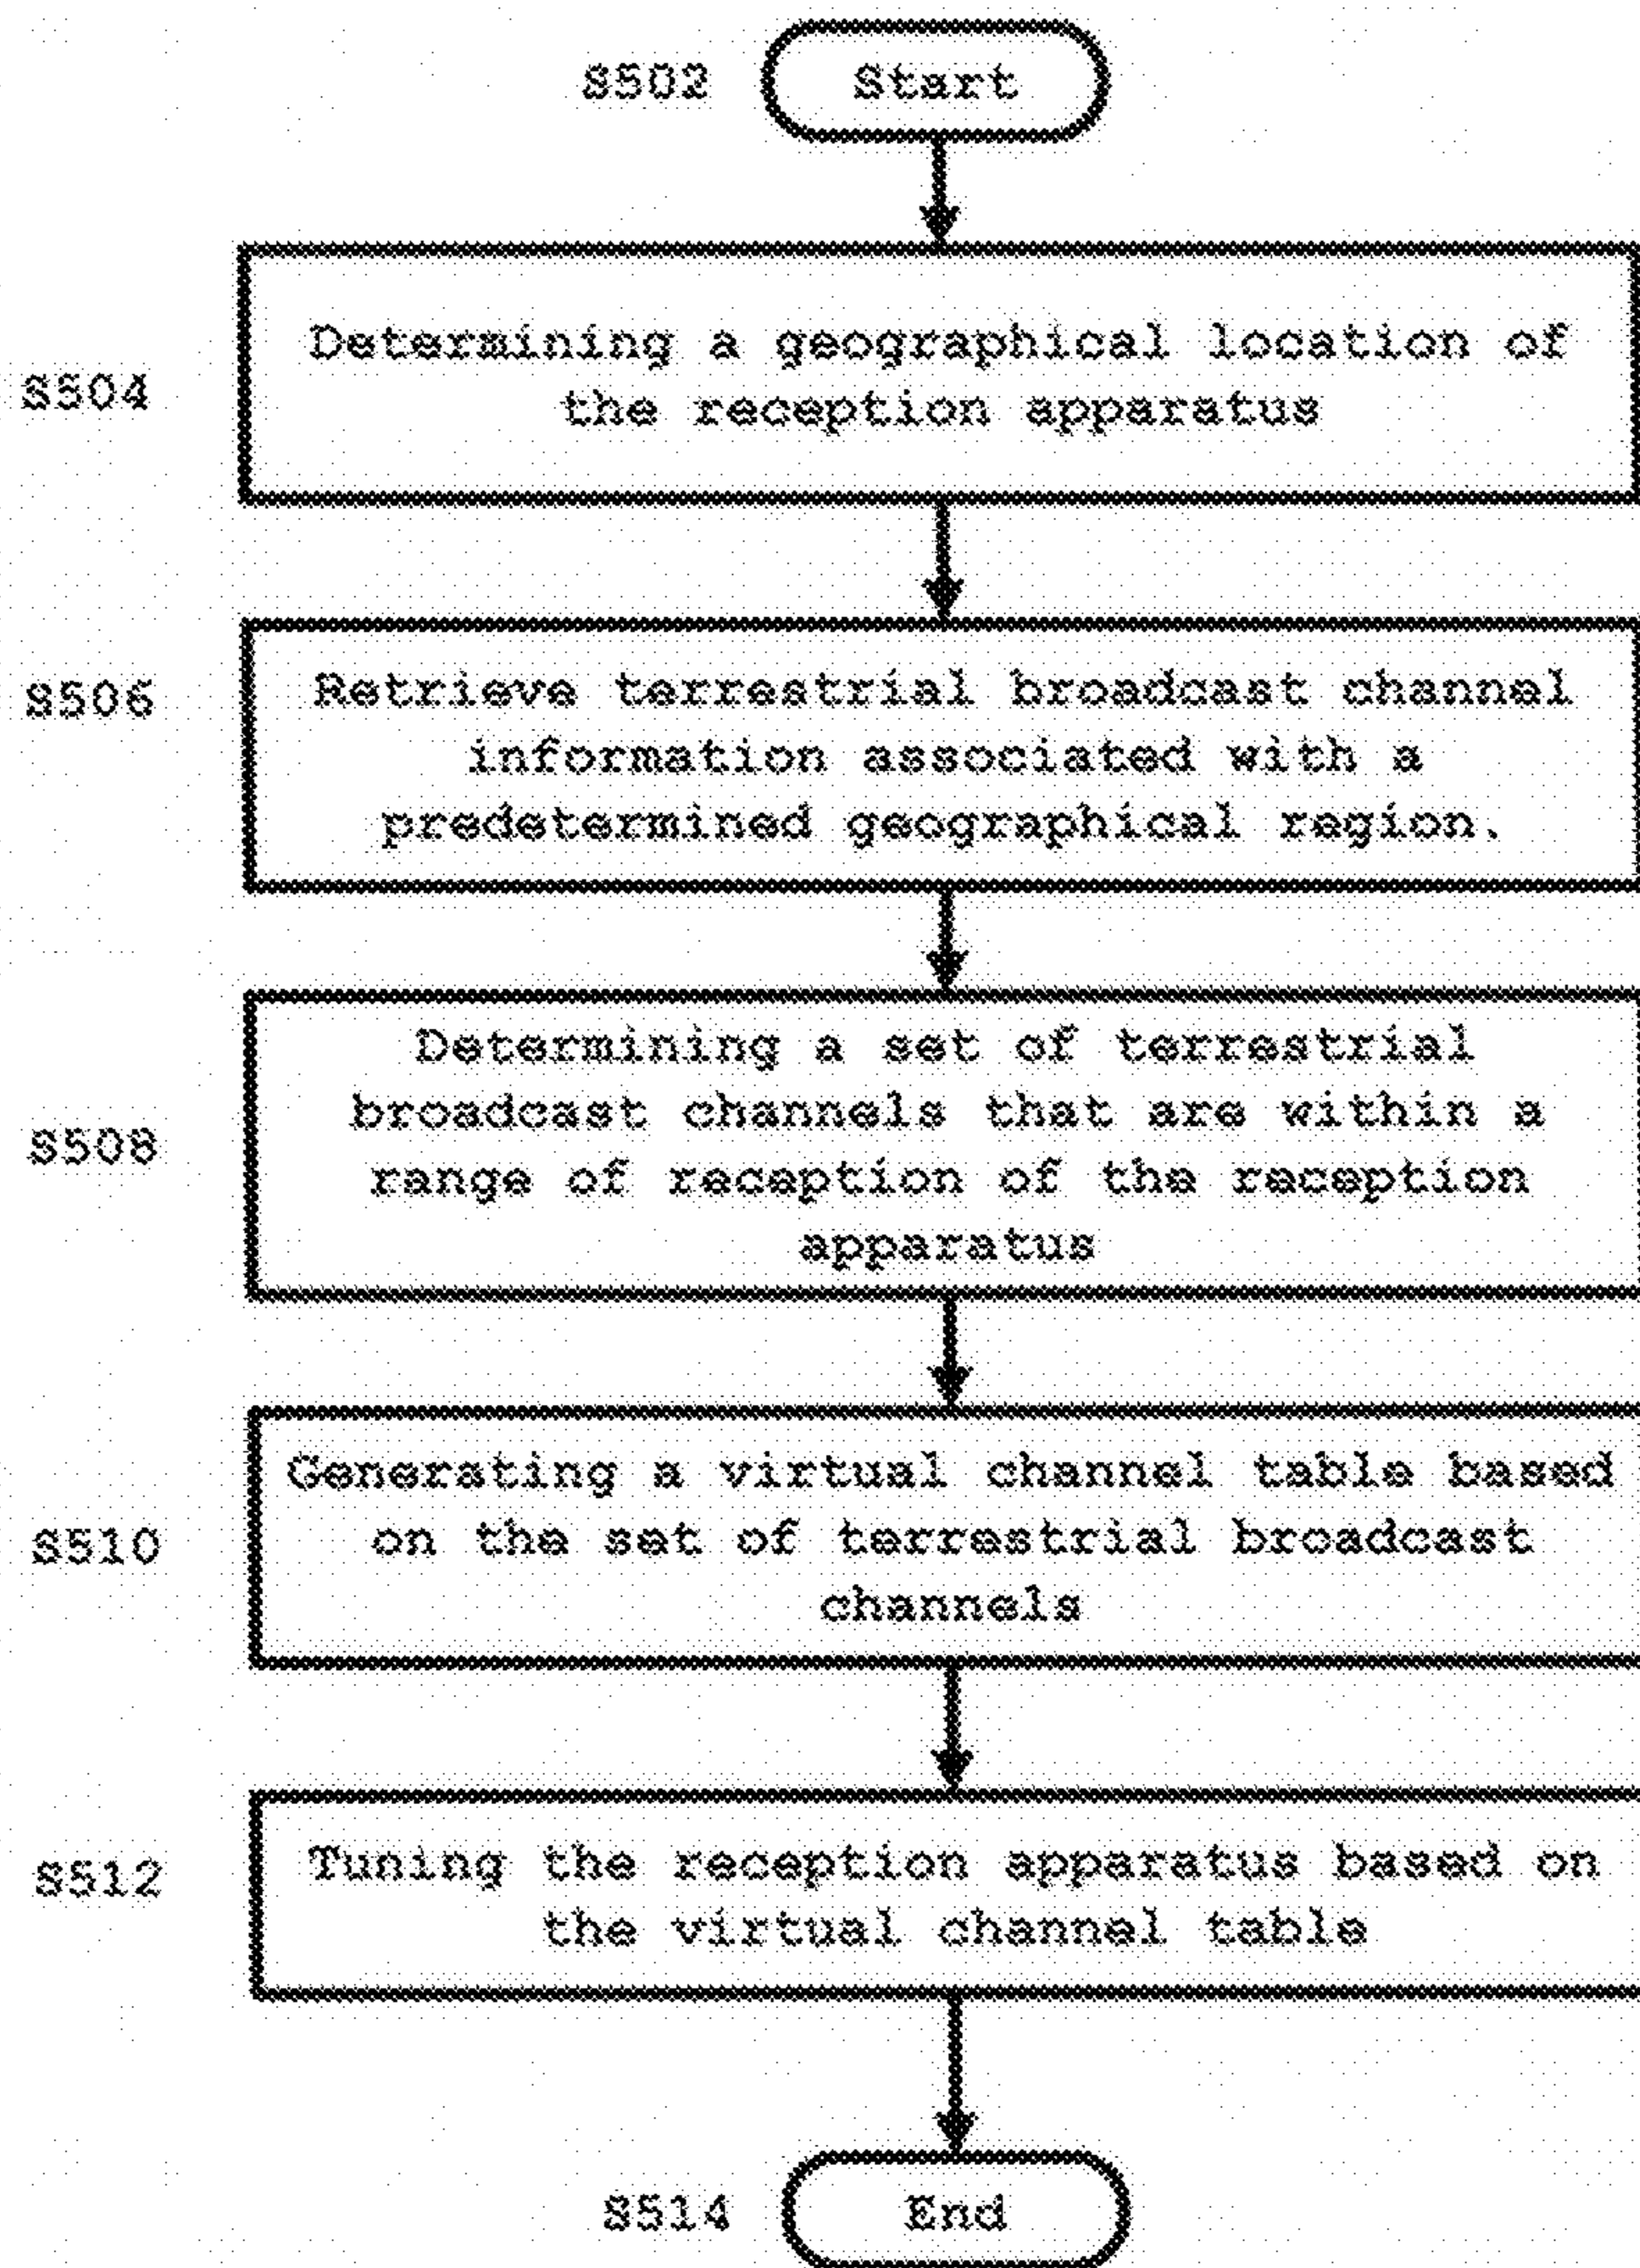 S502 Start
Determining a geographical location of
S504
the reception apparatus
S506 Retrieve terrestrial broadcast channel
information associated with a
predetermined geographical region.
Determining a set of terrestrial
broadcast channels that are within a
S508
range of reception of the reception
apparatus
Generating a virtual channel table based
S510 on the set of terrestrial broadcast
channels
S512 Tuning the reception apparatus based on
the virtual channel table
S514 End